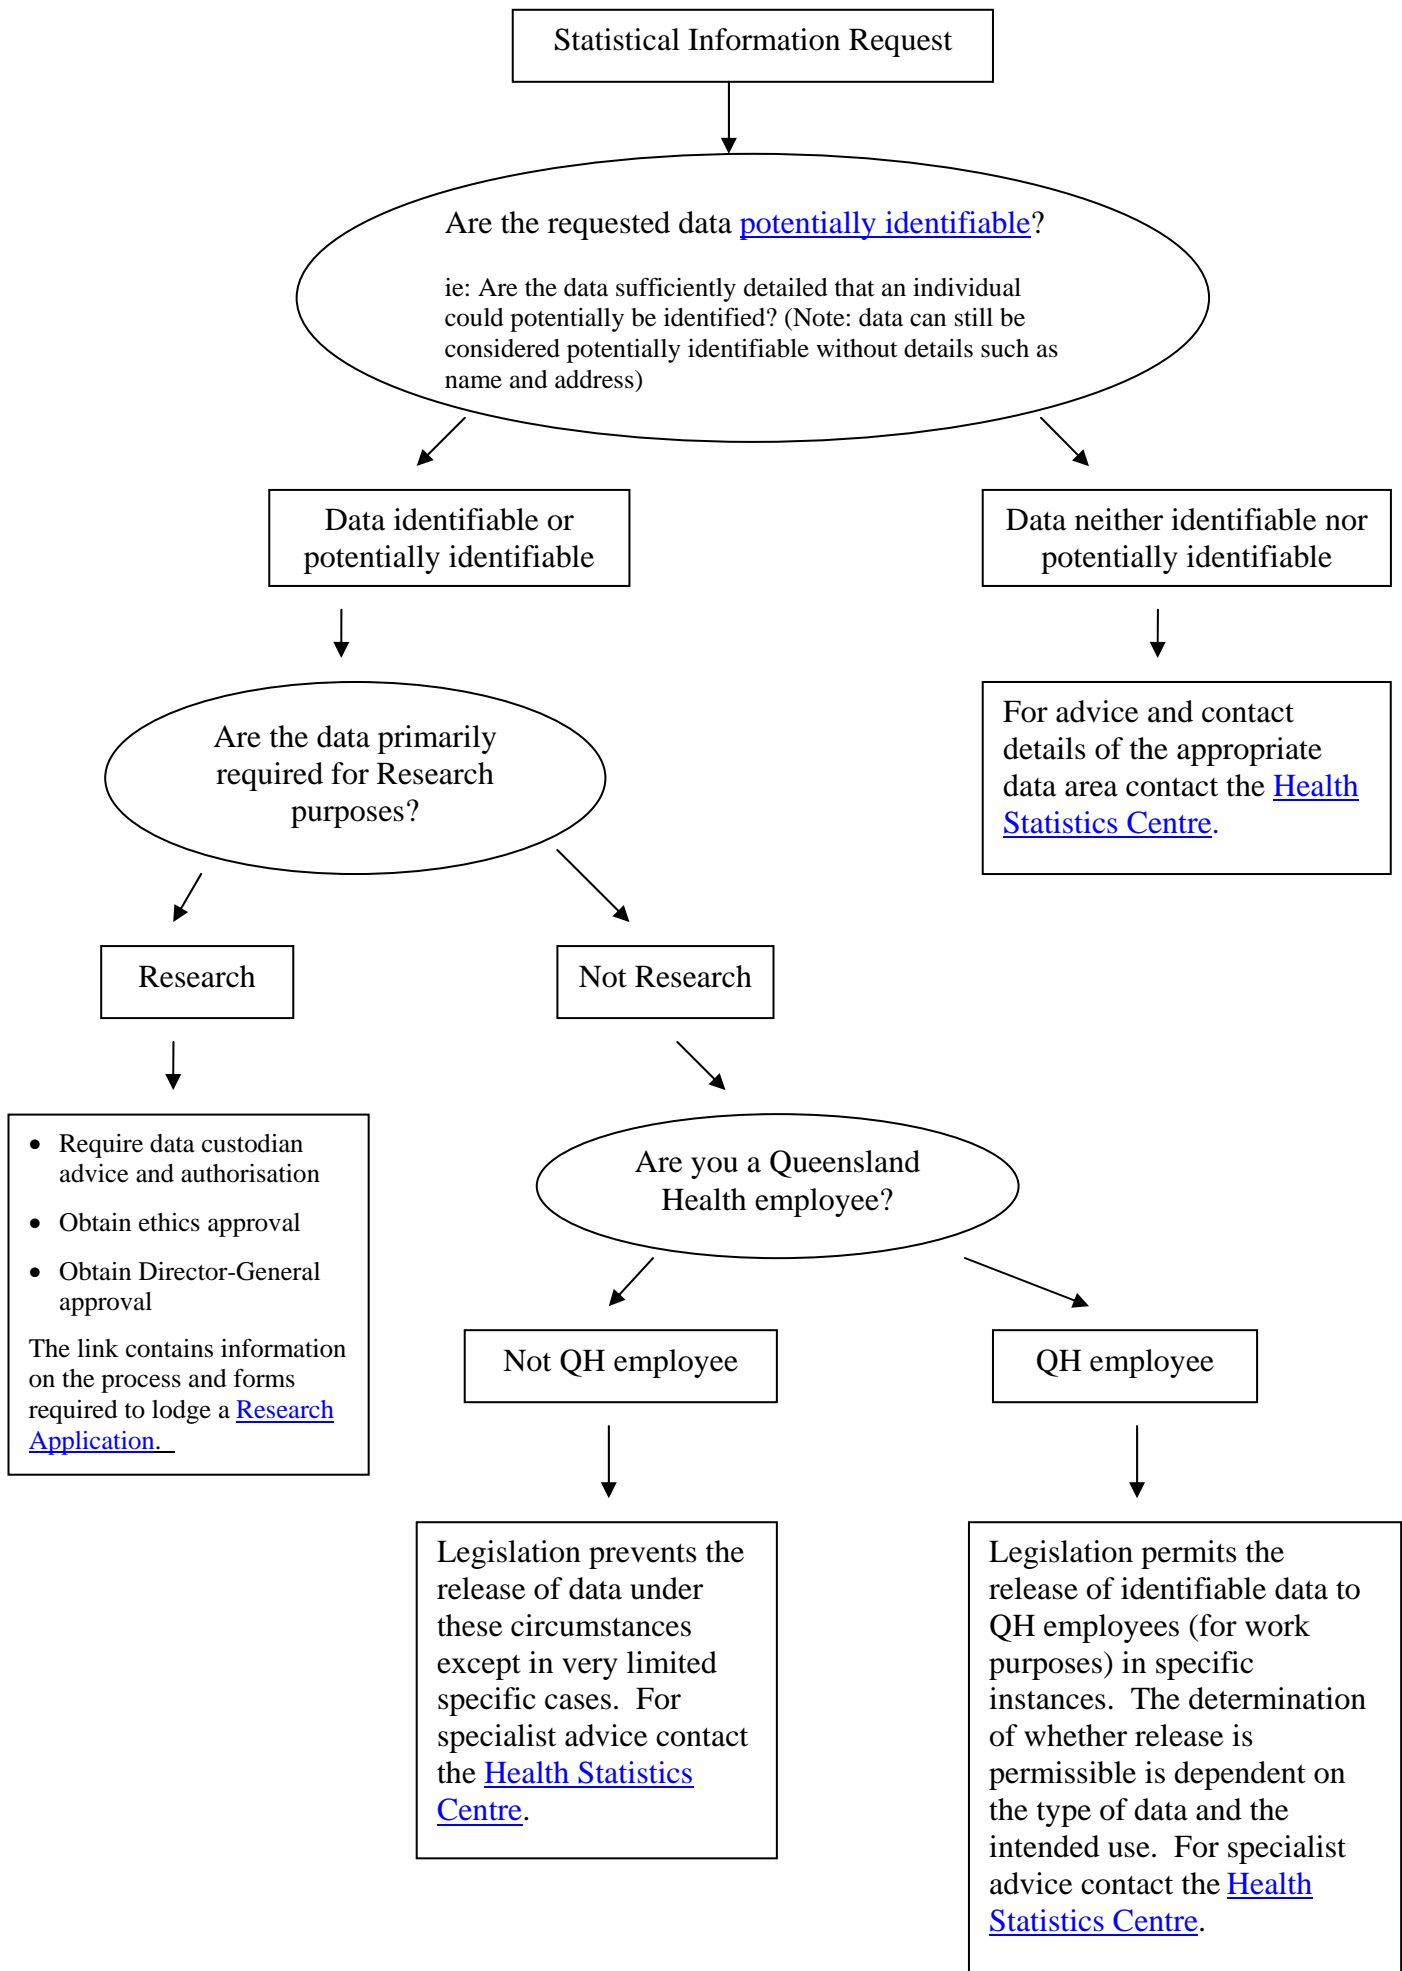 Statistical Information Request
Are the requested data potentially identifiable?
ie: Are the data sufficiently detailed that an individual
could potentially be identified? (Note: data can still be
considered potentially identifiable without details such as
name and address)
Data identifiable or
potentially identifiable
Data neither identifiable nor
potentially identifiable
Are the data primarily
required for Research
purposes?
For advice and contact
details of the appropriate
data area contact the Health
Statistics Centre.
Research
Not Research
• Require data custodian
advice and authorisation
• Obtain ethics approval
• Obtain Director-General
approval
The link contains information
on the process and forms
required to lodge a Research
Application.
Are you a Queensland
Health employee?
Not QH employee
QH employee
Legislation prevents the
release of data under
these circumstances
except in very limited
specific cases.  For
specialist advice contact
the Health Statistics
Centre.
Legislation permits the
release of identifiable data to
QH employees (for work
purposes) in specific
instances.  The determination
of whether release is
permissible is dependent on
the type of data and the
intended use.  For specialist
advice contact the Health
Statistics Centre.